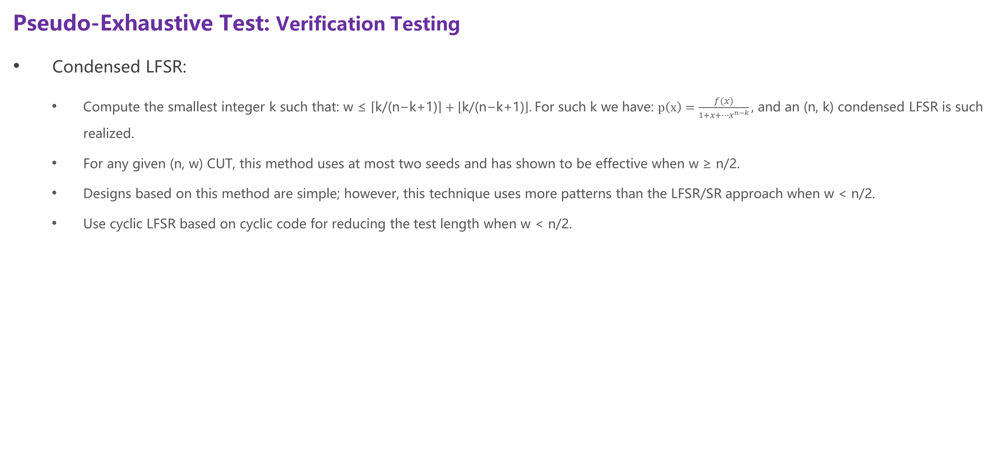 Pseudo-Exhaustive Test: Verification Testing
• Condensed LFSR:
• Compute the smallest integer k such that: w ≤ ⌈k/(n−k+1)⌉ + ⌊k/(n−k+1)⌋. For such k we have: p(x) = f(x)/(1+x+⋯xⁿ⁻ᵏ), and an (n, k) condensed LFSR is such
realized.
• For any given (n, w) CUT, this method uses at most two seeds and has shown to be effective when w ≥ n/2.
• Designs based on this method are simple; however, this technique uses more patterns than the LFSR/SR approach when w < n/2.
• Use cyclic LFSR based on cyclic code for reducing the test length when w < n/2.